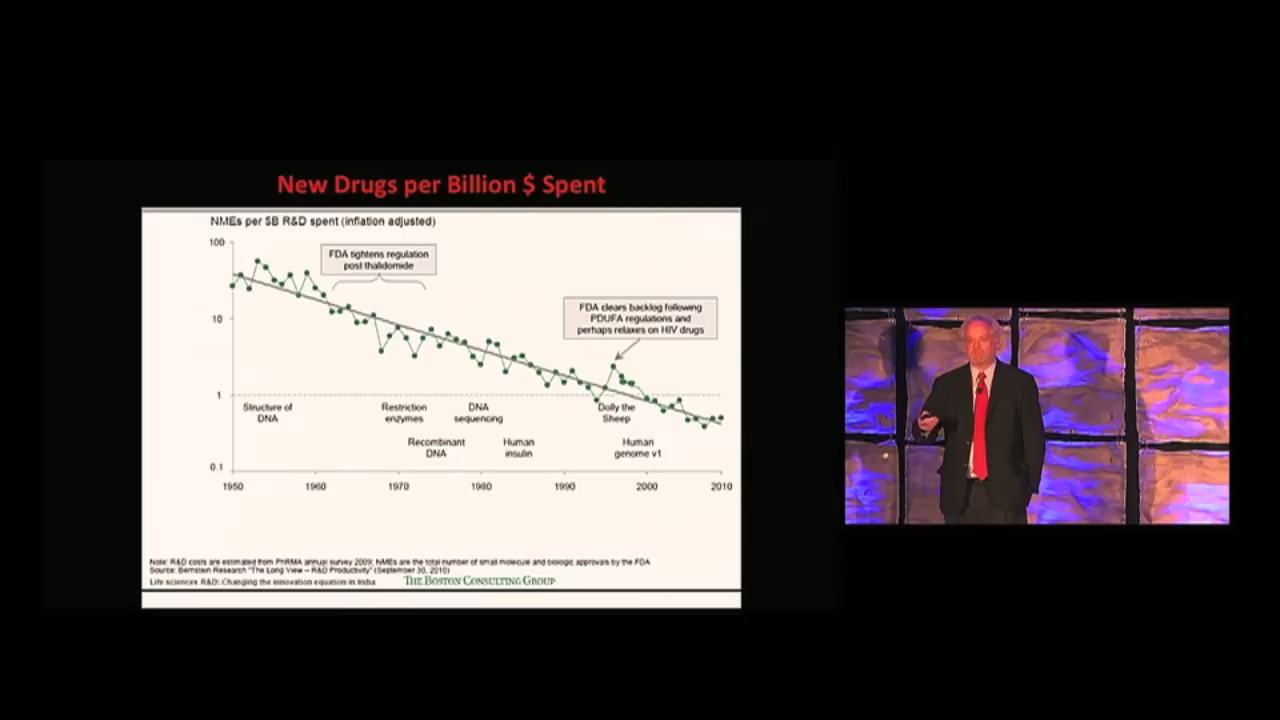 New Drugs per Billion $ Spent
NMEs per $B R&D spent (inflation adjusted)
100
10
1
0.1
FDA tightens regulation
post thalidomide
FDA clears backlog following
PDUFA regulations and
perhaps relaxes on HIV drugs
Structure of
DNA
Restriction
enzymes
DNA
sequencing
Dolly the
Sheep
Recombinant
DNA
Human
insulin
Human
genome v1
1950 1960 1970 1980 1990 2000 2010
Note: R&D costs are estimated from PhRMA annual survey 2009; NMEs are the total number of small molecule and biologic approvals by the FDA
Source: Bernstein Research "The Long View – R&D Productivity" (September 30, 2010)
Life sciences R&D: Changing the innovation equation in India
THE BOSTON CONSULTING GROUP